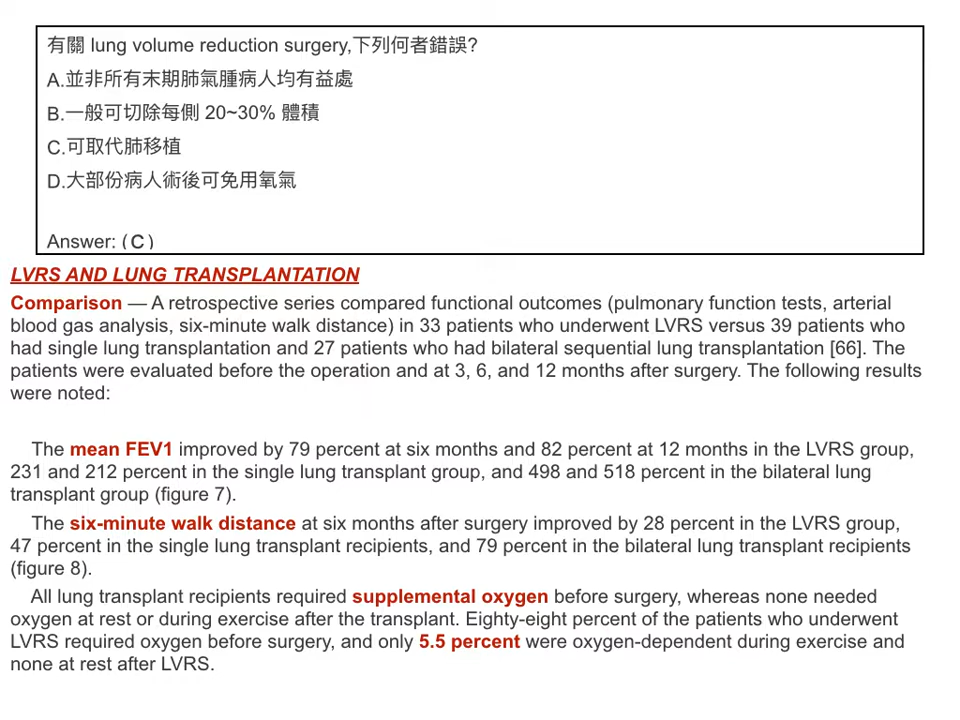 有關 lung volume reduction surgery,下列何者錯誤?
A.並非所有末期肺氣腫病人均有益處
B.一般可切除每側 20~30% 體積
C.可取代肺移植
D.大部份病人術後可免用氧氣
Answer: (C)
LVRS AND LUNG TRANSPLANTATION
Comparison — A retrospective series compared functional outcomes (pulmonary function tests, arterial
blood gas analysis, six-minute walk distance) in 33 patients who underwent LVRS versus 39 patients who
had single lung transplantation and 27 patients who had bilateral sequential lung transplantation [66]. The
patients were evaluated before the operation and at 3, 6, and 12 months after surgery. The following results
were noted:
The mean FEV1 improved by 79 percent at six months and 82 percent at 12 months in the LVRS group,
231 and 212 percent in the single lung transplant group, and 498 and 518 percent in the bilateral lung
transplant group (figure 7).
The six-minute walk distance at six months after surgery improved by 28 percent in the LVRS group,
47 percent in the single lung transplant recipients, and 79 percent in the bilateral lung transplant recipients
(figure 8).
All lung transplant recipients required supplemental oxygen before surgery, whereas none needed
oxygen at rest or during exercise after the transplant. Eighty-eight percent of the patients who underwent
LVRS required oxygen before surgery, and only 5.5 percent were oxygen-dependent during exercise and
none at rest after LVRS.